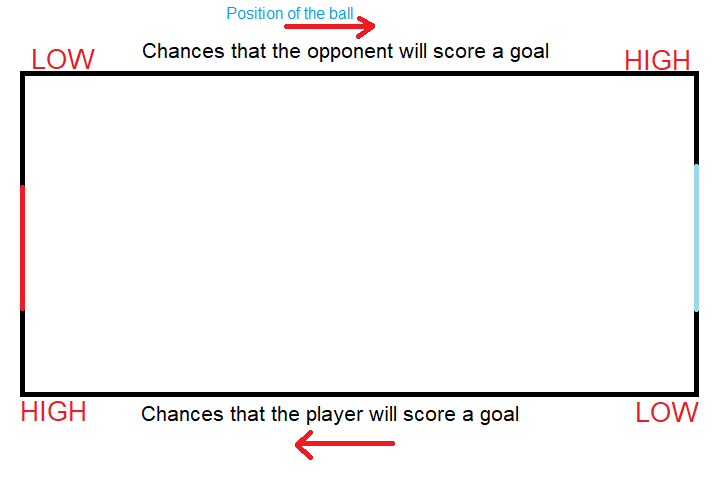 Position of the ball
Chances that the opponent will score a goal
LOW
HIGH
HIGH
Chances that the player will score a goal
LOW